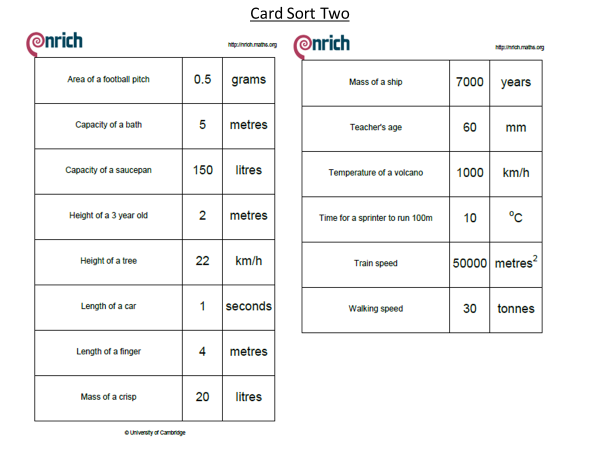 Card Sort Two
nrich
http://nrich.maths.org
Area of a football pitch 0.5 grams
Capacity of a bath 5 metres
Capacity of a saucepan 150 litres
Height of a 3 year old 2 metres
Height of a tree 22 km/h
Length of a car 1 seconds
Length of a finger 4 metres
Mass of a crisp 20 litres
© University of Cambridge
nrich
http://nrich.maths.org
Mass of a ship 7000 years
Teacher's age 60 mm
Temperature of a volcano 1000 km/h
Time for a sprinter to run 100m 10 °C
Train speed 50000 metres²
Walking speed 30 tonnes